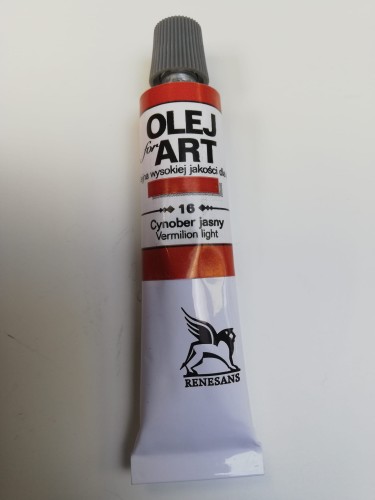 OLEJ
for ART
wysokiej jakości
16
Cynober jasny
Vermilion light
RENESANS